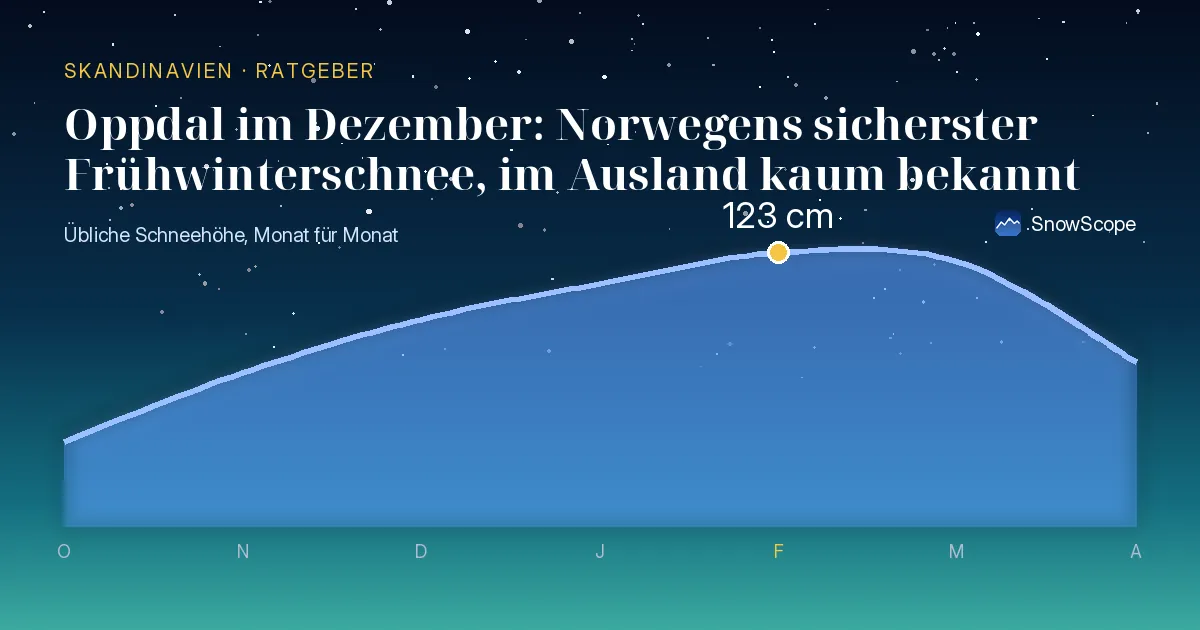 SKANDINAVIEN · RATGEBER
Oppdal im Dezember: Norwegens sicherster
Frühwinterschnee, im Ausland kaum bekannt
Übliche Schneehöhe, Monat für Monat
123 cm
SnowScope
O N D J F M A